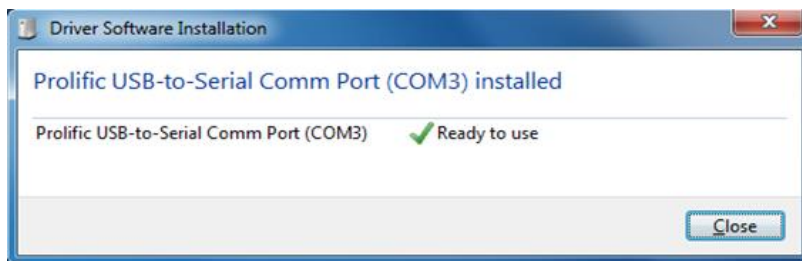 Driver Software Installation
Prolific USB-to-Serial Comm Port (COM3) installed
Prolific USB-to-Serial Comm Port (COM3) Ready to use
Close